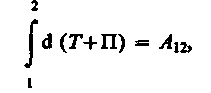 2
∫ d (T+П) = A₁₂,
1